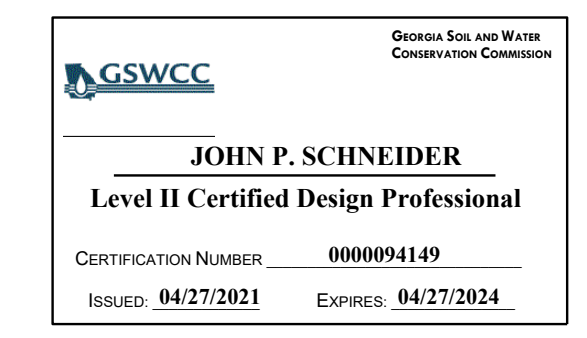 GEORGIA SOIL AND WATER
CONSERVATION COMMISSION
GSWCC
JOHN P. SCHNEIDER
Level II Certified Design Professional
CERTIFICATION NUMBER 0000094149
ISSUED: 04/27/2021 EXPIRES: 04/27/2024